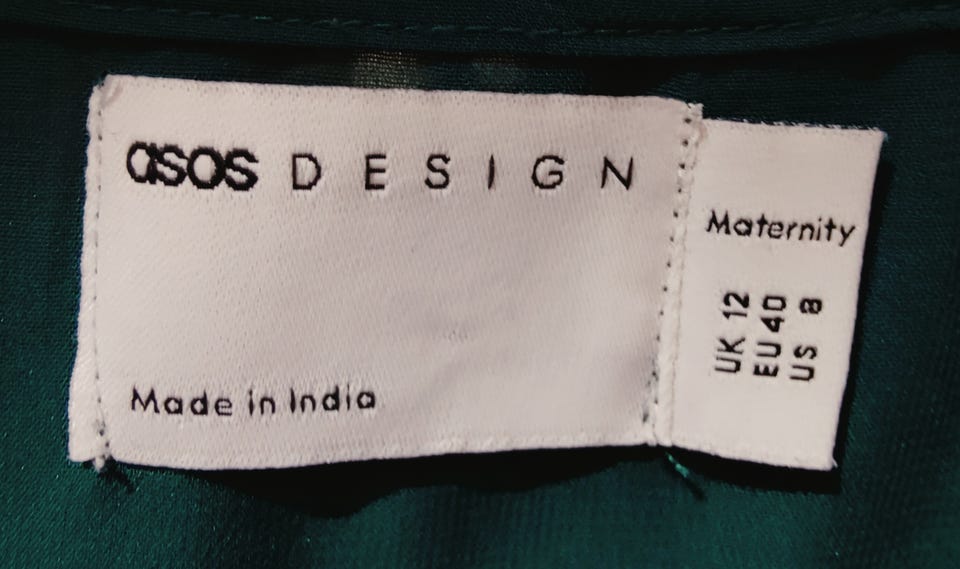 asos DESIGN
Made in India
Maternity
UK 12
EU 40
US 8